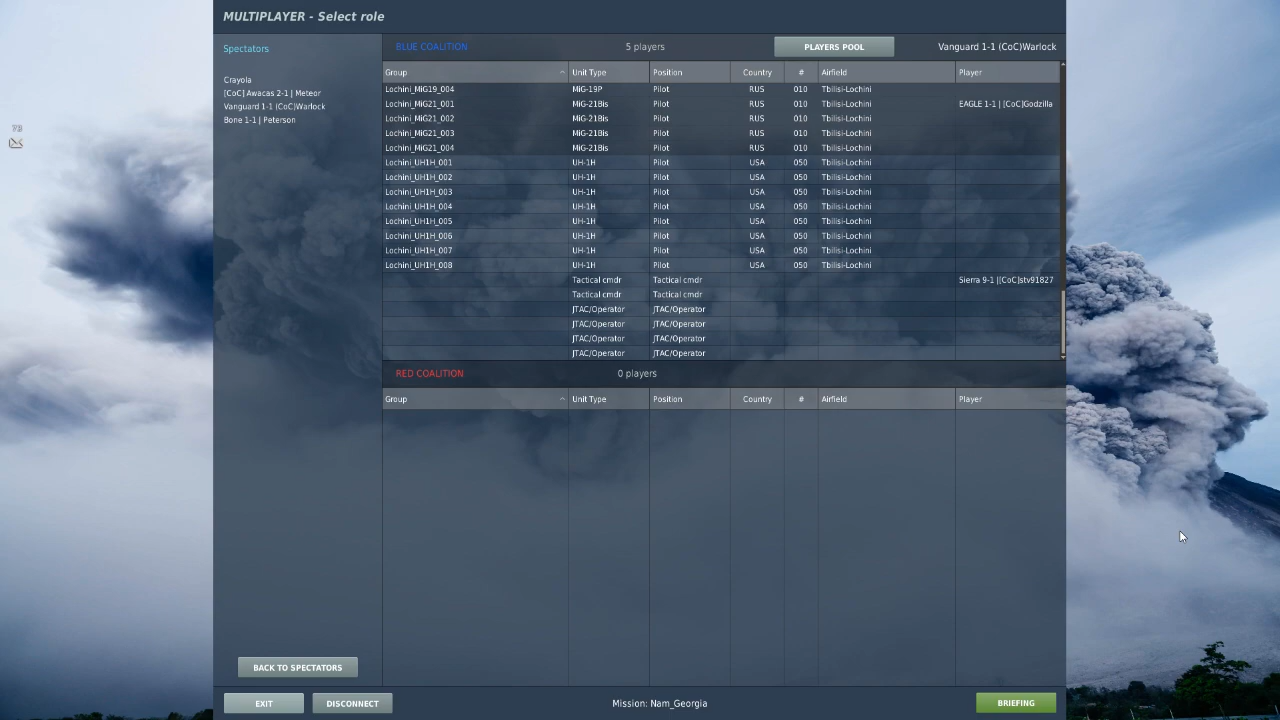 MULTIPLAYER - Select role
Spectators
Crayola
[CoC] Awacas 2-1 | Meteor
Vanguard 1-1 (CoC)Warlock
Bone 1-1 | Peterson
79
BLUE COALITION 5 players PLAYERS POOL Vanguard 1-1 (CoC)Warlock
Group Unit Type Position Country # Airfield Player
Lochini_MiG19_004 MiG-19P Pilot RUS 010 Tbilisi-Lochini
Lochini_MiG21_001 MiG-21Bis Pilot RUS 010 Tbilisi-Lochini EAGLE 1-1 | [CoC]Godzilla
Lochini_MiG21_002 MiG-21Bis Pilot RUS 010 Tbilisi-Lochini
Lochini_MiG21_003 MiG-21Bis Pilot RUS 010 Tbilisi-Lochini
Lochini_MiG21_004 MiG-21Bis Pilot RUS 010 Tbilisi-Lochini
Lochini_UH1H_001 UH-1H Pilot USA 050 Tbilisi-Lochini
Lochini_UH1H_002 UH-1H Pilot USA 050 Tbilisi-Lochini
Lochini_UH1H_003 UH-1H Pilot USA 050 Tbilisi-Lochini
Lochini_UH1H_004 UH-1H Pilot USA 050 Tbilisi-Lochini
Lochini_UH1H_005 UH-1H Pilot USA 050 Tbilisi-Lochini
Lochini_UH1H_006 UH-1H Pilot USA 050 Tbilisi-Lochini
Lochini_UH1H_007 UH-1H Pilot USA 050 Tbilisi-Lochini
Lochini_UH1H_008 UH-1H Pilot USA 050 Tbilisi-Lochini
Tactical cmdr Tactical cmdr Sierra 9-1 |[CoC]stv91827
Tactical cmdr Tactical cmdr
JTAC/Operator JTAC/Operator
JTAC/Operator JTAC/Operator
JTAC/Operator JTAC/Operator
JTAC/Operator JTAC/Operator
RED COALITION 0 players
Group Unit Type Position Country # Airfield Player
BACK TO SPECTATORS
EXIT DISCONNECT Mission: Nam_Georgia BRIEFING